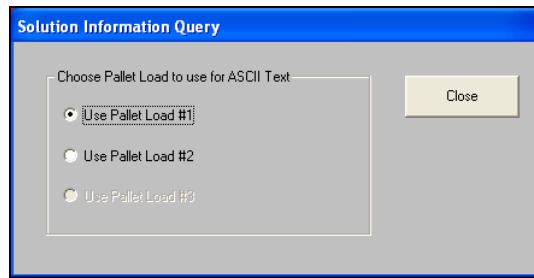 Solution Information Query
Choose Pallet Load to use for ASCII Text
Close
Use Pallet Load #1
Use Pallet Load #2
Use Pallet Load #3